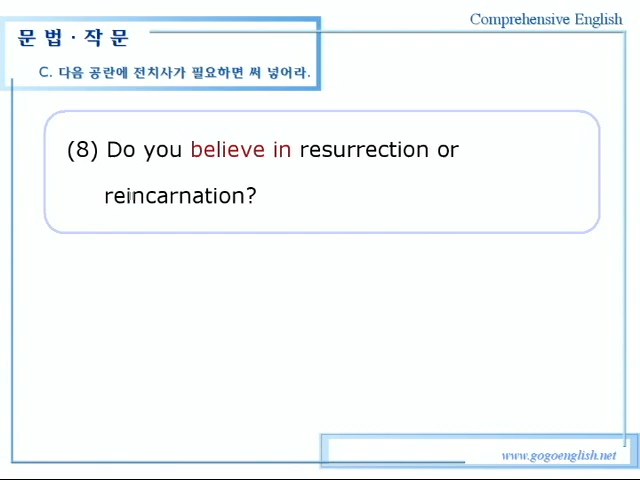 Comprehensive English
문 법 · 작 문
C. 다음 공란에 전치사가 필요하면 써 넣어라.
(8) Do you believe in resurrection or
reincarnation?
www.gogoenglish.net